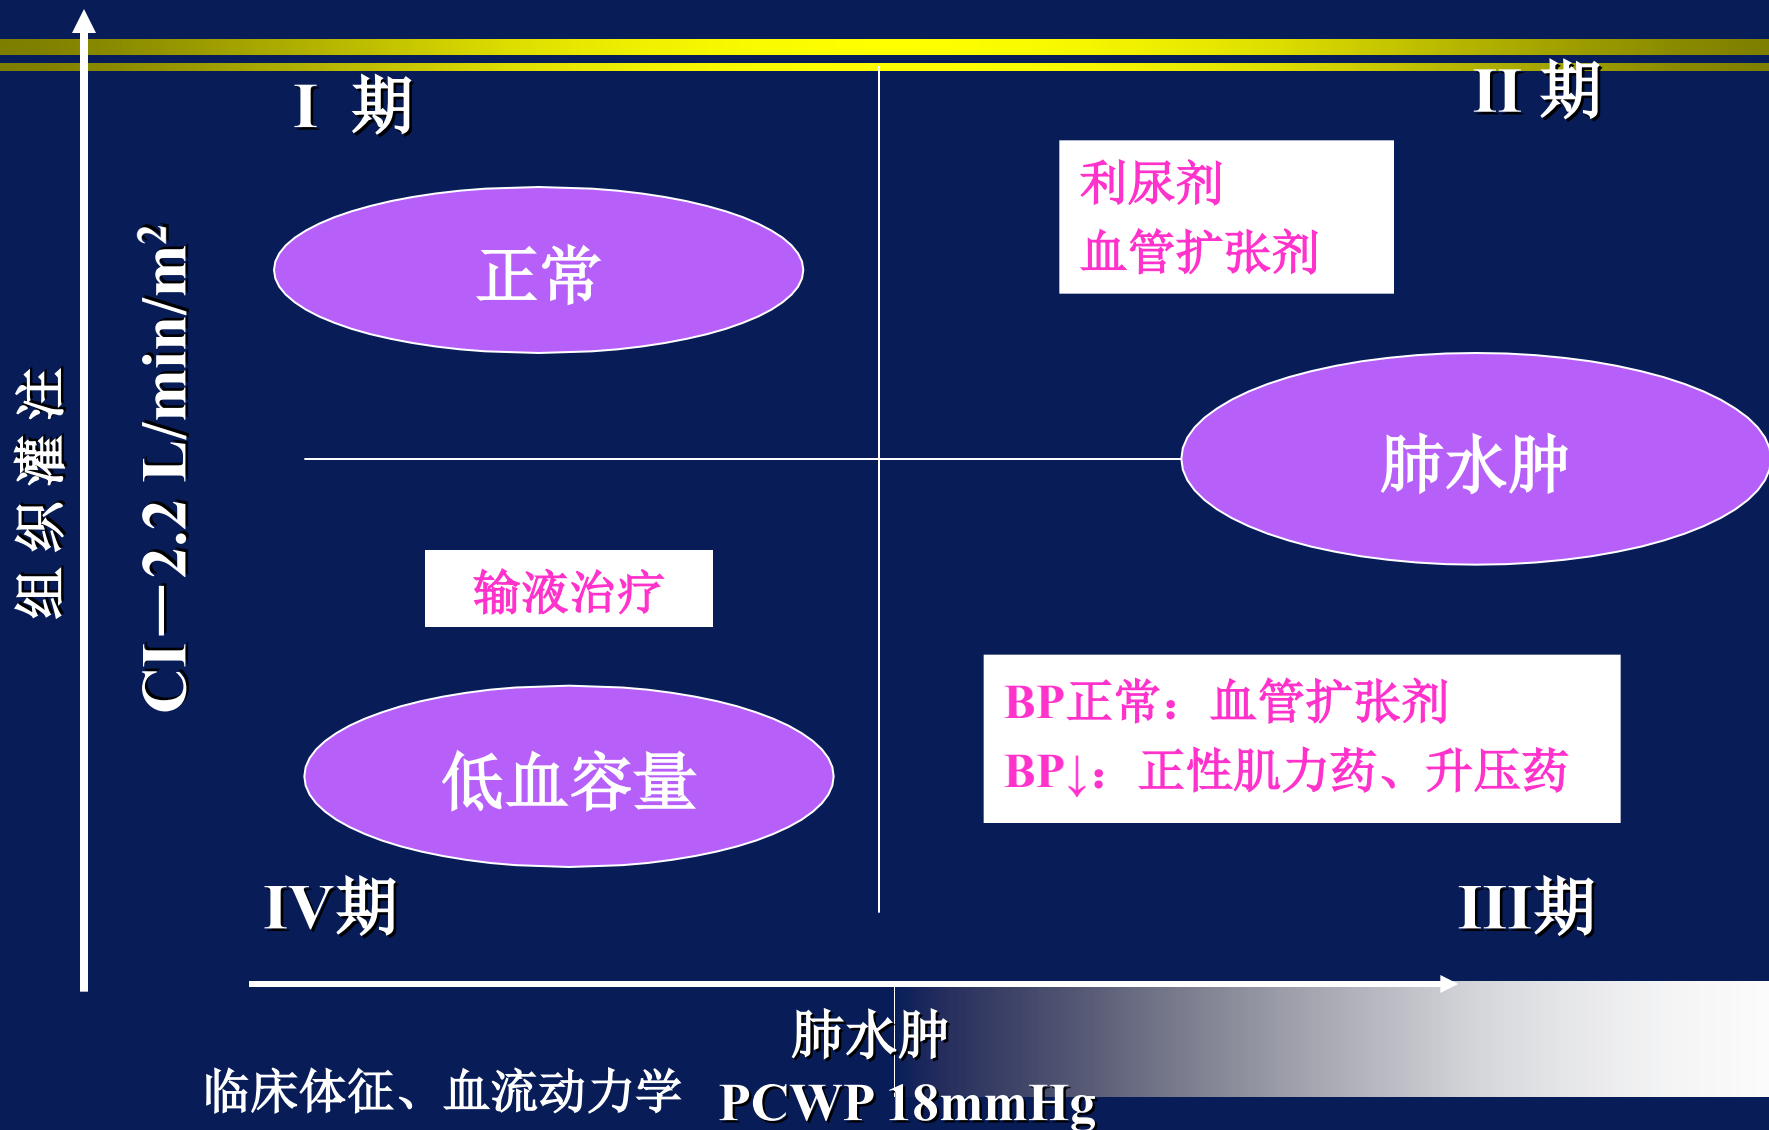 I 期
II 期
利尿剂
血管扩张剂
正常
组织灌注
CI－2.2 L/min/m²
肺水肿
输液治疗
BP正常：血管扩张剂
BP↓：正性肌力药、升压药
低血容量
IV期
III期
肺水肿
临床体征、血流动力学
PCWP 18mmHg